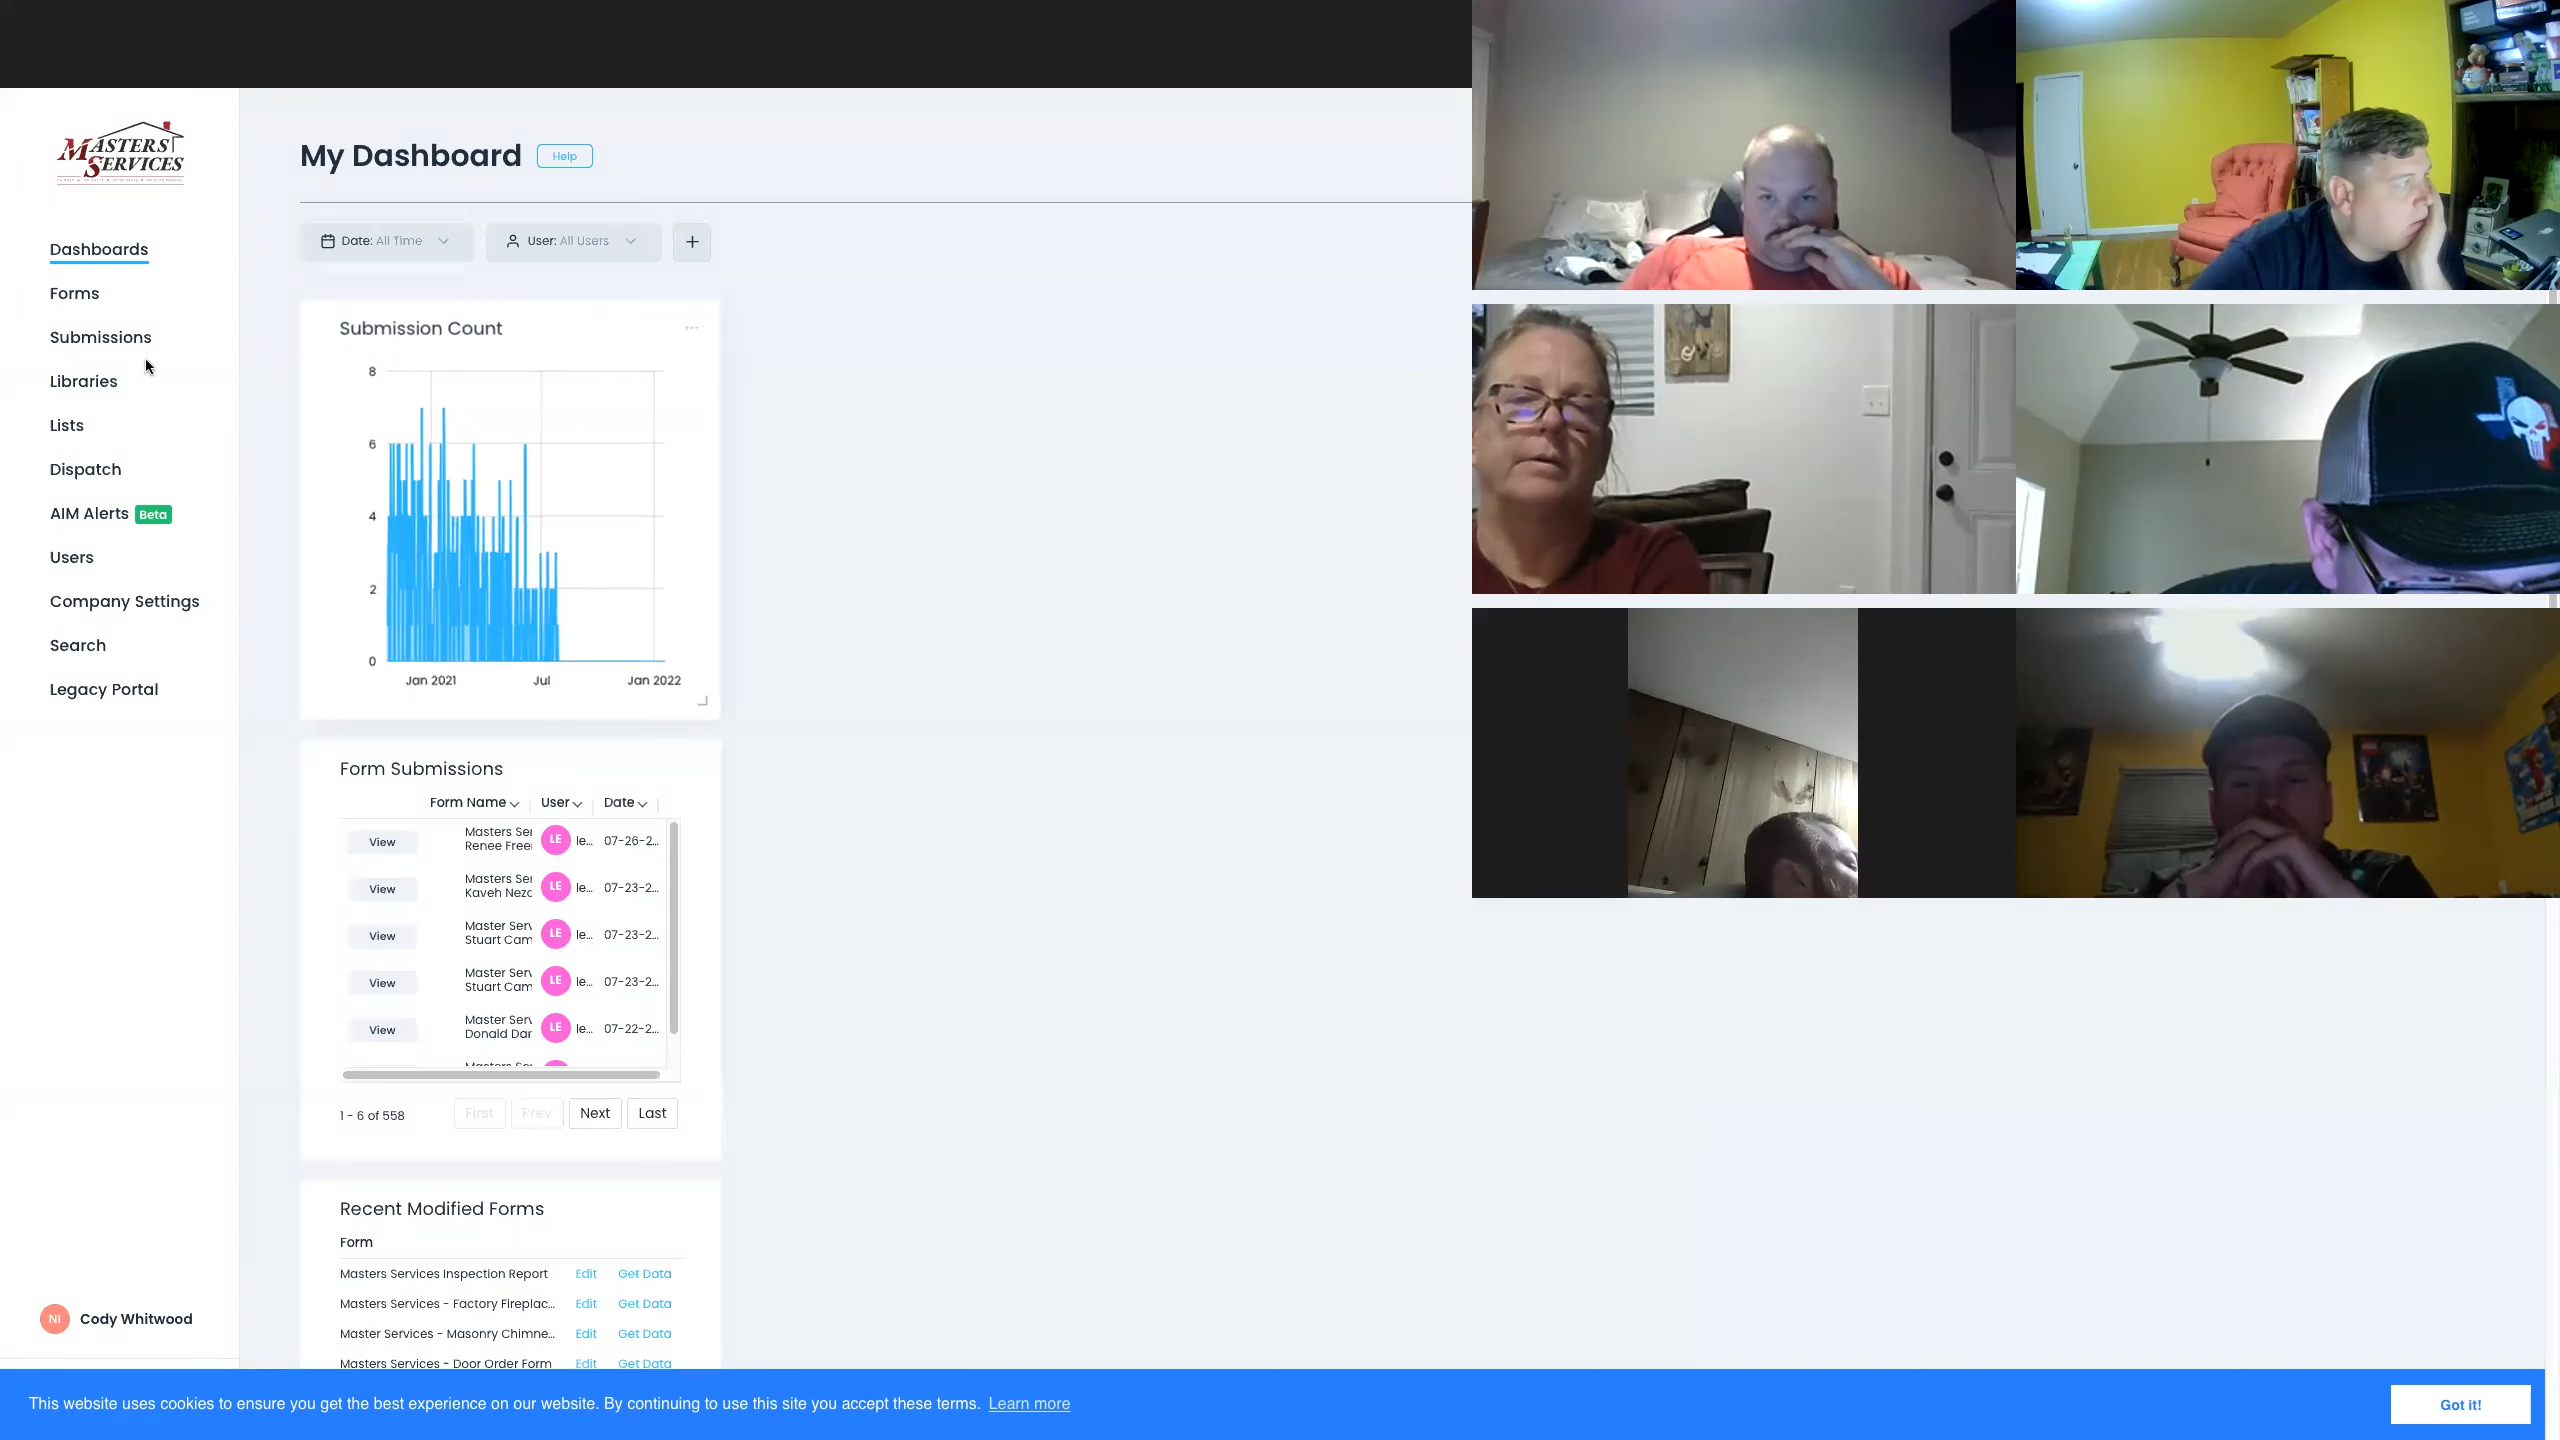 MASTERS
SERVICES
Dashboards
Forms
Submissions
Libraries
Lists
Dispatch
AIM Alerts Beta
Users
Company Settings
Search
Legacy Portal
NI Cody Whitwood
My Dashboard Help
Date: All Time User: All Users +
Submission Count
8
6
4
2
0
Jan 2021 Jul Jan 2022
Form Submissions
Form Name User Date
View Masters Ser LE le... 07-26-2...
Renee Free
View Masters Ser LE le... 07-23-2...
Kaveh Neza
View Master Serv LE le... 07-23-2...
Stuart Cam
View Master Serv LE le... 07-23-2...
Stuart Cam
View Master Serv LE le... 07-22-2...
Donald Dar
1 - 6 of 558 First Prev Next Last
Recent Modified Forms
Form
Masters Services Inspection Report Edit Get Data
Masters Services - Factory Fireplac... Edit Get Data
Master Services - Masonry Chimne... Edit Get Data
Masters Services - Door Order Form Edit Get Data
This website uses cookies to ensure you get the best experience on our website. By continuing to use this site you accept these terms. Learn more Got it!